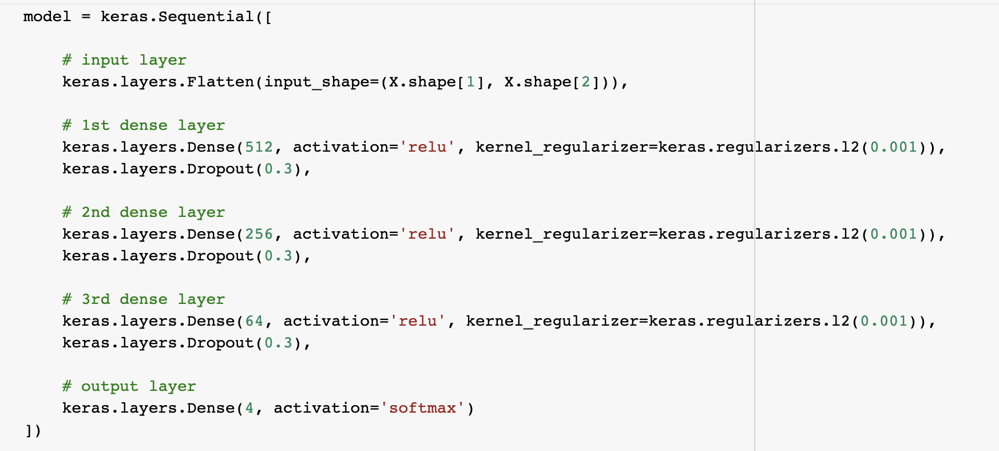 model = keras.Sequential([
    # input layer
    keras.layers.Flatten(input_shape=(X.shape[1], X.shape[2])),
    # 1st dense layer
    keras.layers.Dense(512, activation='relu', kernel_regularizer=keras.regularizers.l2(0.001)),
    keras.layers.Dropout(0.3),
    # 2nd dense layer
    keras.layers.Dense(256, activation='relu', kernel_regularizer=keras.regularizers.l2(0.001)),
    keras.layers.Dropout(0.3),
    # 3rd dense layer
    keras.layers.Dense(64, activation='relu', kernel_regularizer=keras.regularizers.l2(0.001)),
    keras.layers.Dropout(0.3),
    # output layer
    keras.layers.Dense(4, activation='softmax')
])